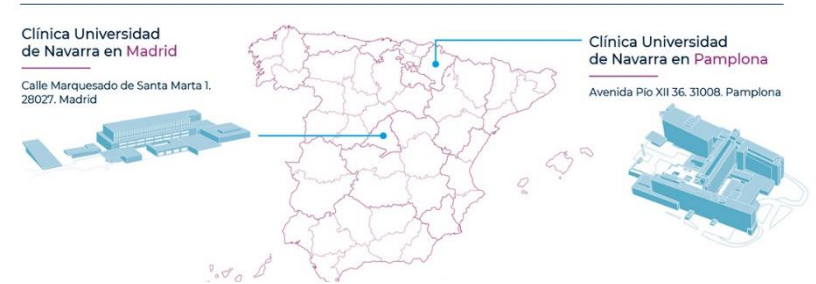 Clínica Universidad
de Navarra en Madrid
Calle Marquesado de Santa Marta 1.
28027. Madrid
Clínica Universidad
de Navarra en Pamplona
Avenida Pío XII 36. 31008. Pamplona